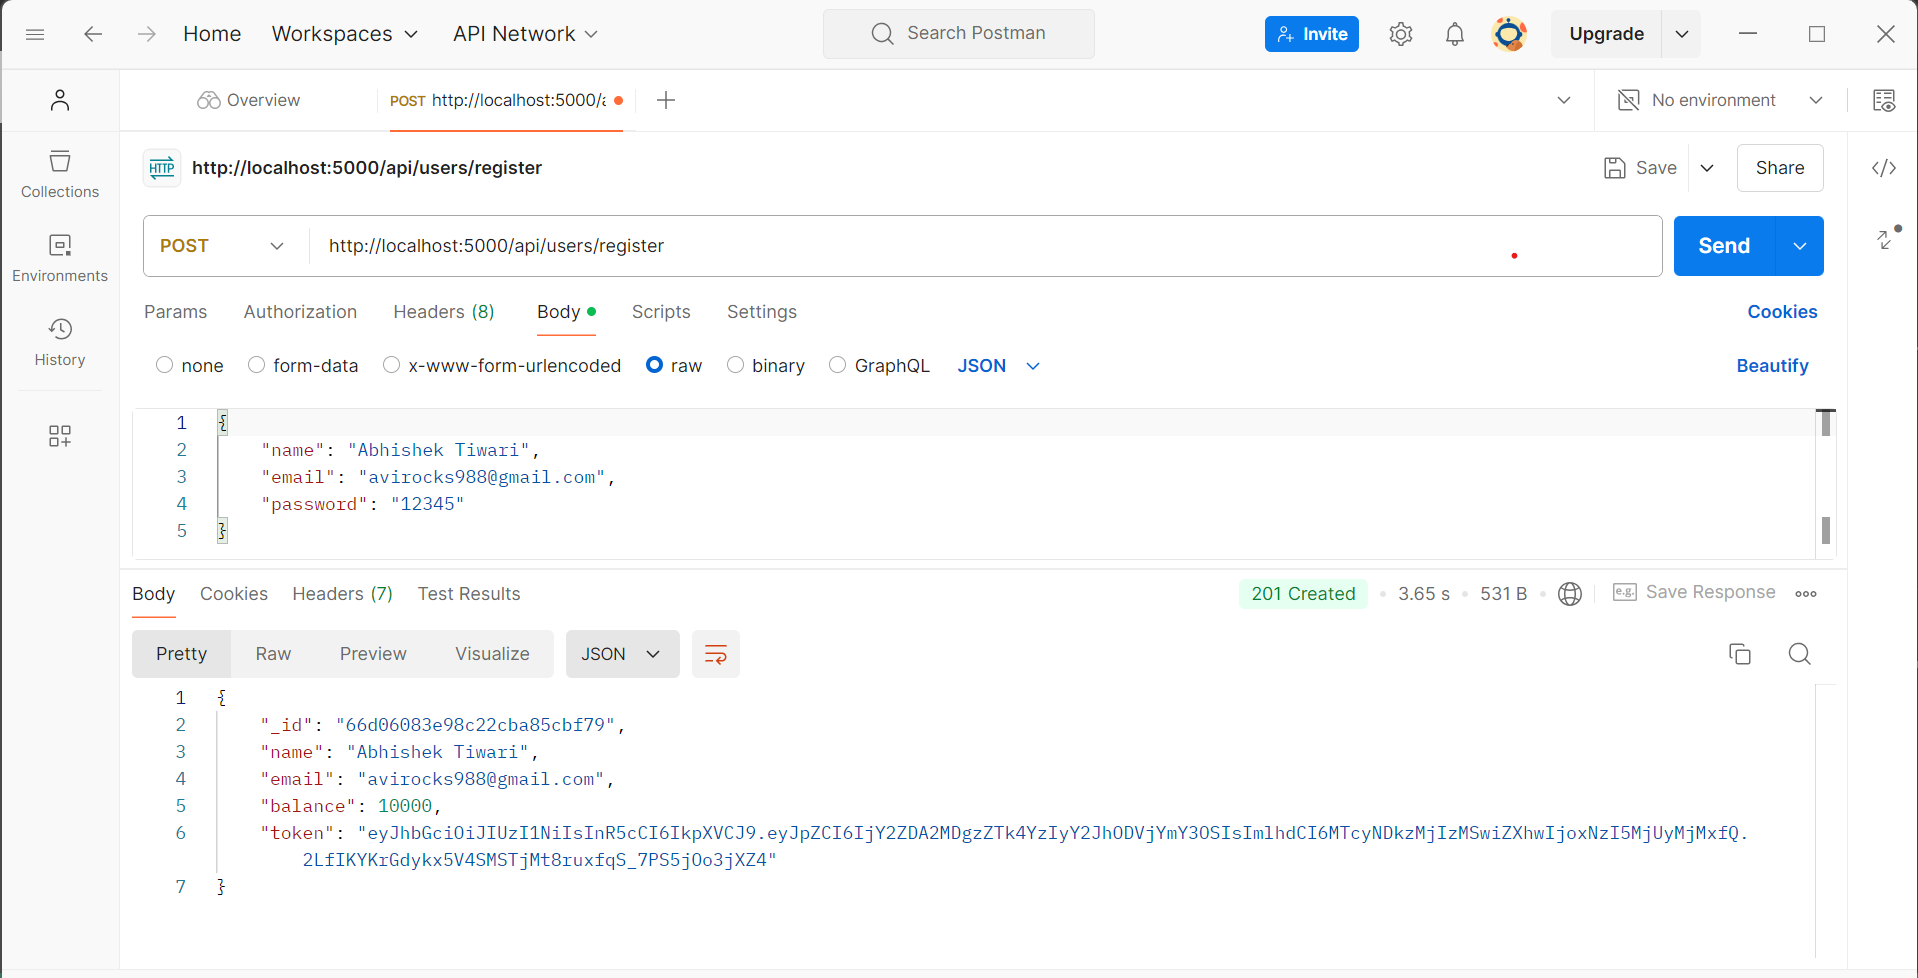 Home Workspaces API Network Search Postman Invite Upgrade
Overview POST http://localhost:5000/a No environment
HTTP http://localhost:5000/api/users/register Save Share
Collections
POST http://localhost:5000/api/users/register Send
Environments
Params Authorization Headers (8) Body Scripts Settings Cookies
History
none form-data x-www-form-urlencoded raw binary GraphQL JSON Beautify
1 {
2 "name": "Abhishek Tiwari",
3 "email": "avirocks988@gmail.com",
4 "password": "12345"
5 }
Body Cookies Headers (7) Test Results 201 Created 3.65 s 531 B e.g. Save Response
Pretty Raw Preview Visualize JSON
1 {
2 "_id": "66d06083e98c22cba85cbf79",
3 "name": "Abhishek Tiwari",
4 "email": "avirocks988@gmail.com",
5 "balance": 10000,
6 "token": "eyJhbGciOiJIUzI1NiIsInR5cCI6IkpXVCJ9.eyJpZCI6IjY2ZDA2MDgzZTk4YzIyY2JhODVjYmY3OSIsImlhdCI6MTcyNDkzMjIzMSwiZXhwIjoxNzI5MjUyMjMxfQ.
2LfIKYKrGdykx5V4SMSTjMt8ruxfqS_7PS5jOo3jXZ4"
7 }